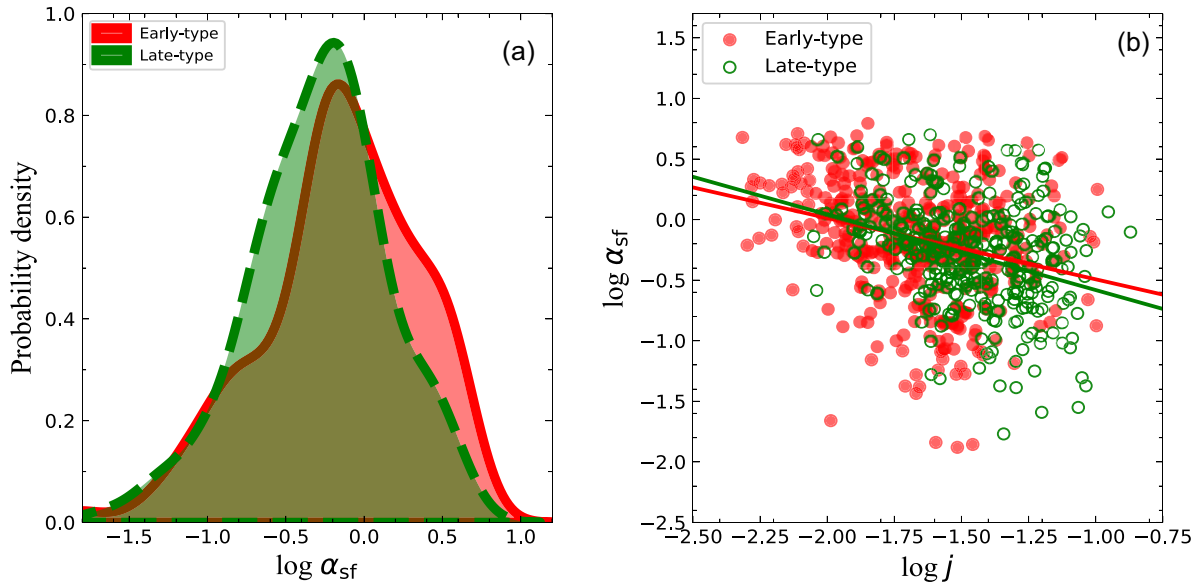 (a)
Early-type
Late-type
Probability density
1.0
0.8
0.6
0.4
0.2
0.0
−1.5 −1.0 −0.5 0.0 0.5 1.0
log αsf
(b)
Early-type
Late-type
log αsf
1.5
1.0
0.5
0.0
−0.5
−1.0
−1.5
−2.0
−2.5
−2.50 −2.25 −2.00 −1.75 −1.50 −1.25 −1.00 −0.75
log j